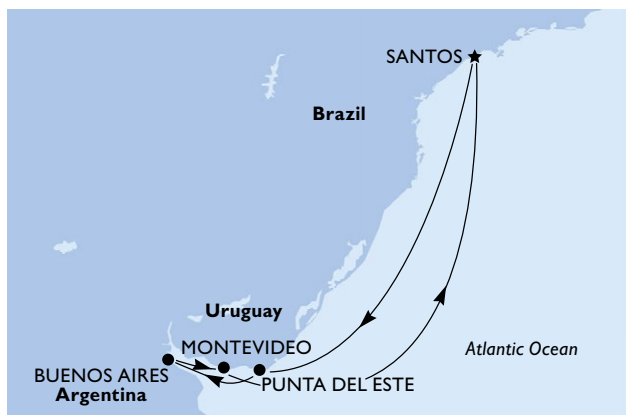 SANTOS
Brazil
Uruguay
MONTEVIDEO
Atlantic Ocean
BUENOS AIRES
PUNTA DEL ESTE
Argentina